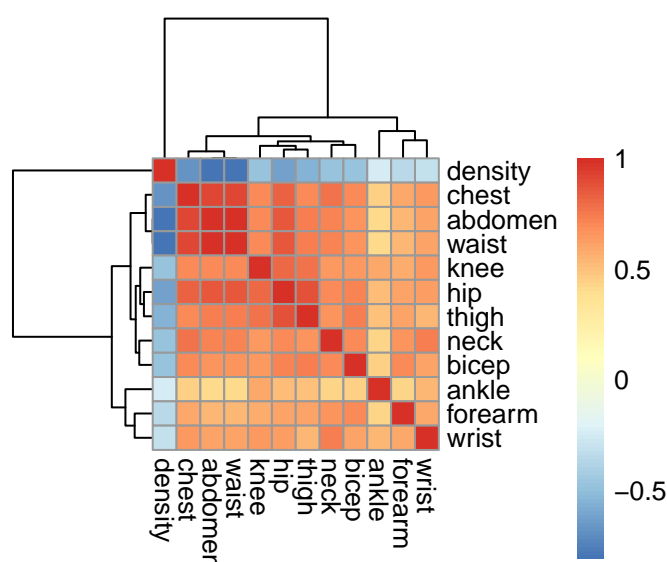 density
chest
abdomen
waist
knee
hip
thigh
neck
bicep
ankle
forearm
wrist
density
chest
abdomen
waist
knee
hip
thigh
neck
bicep
ankle
forearm
wrist
1
0.5
0
−0.5